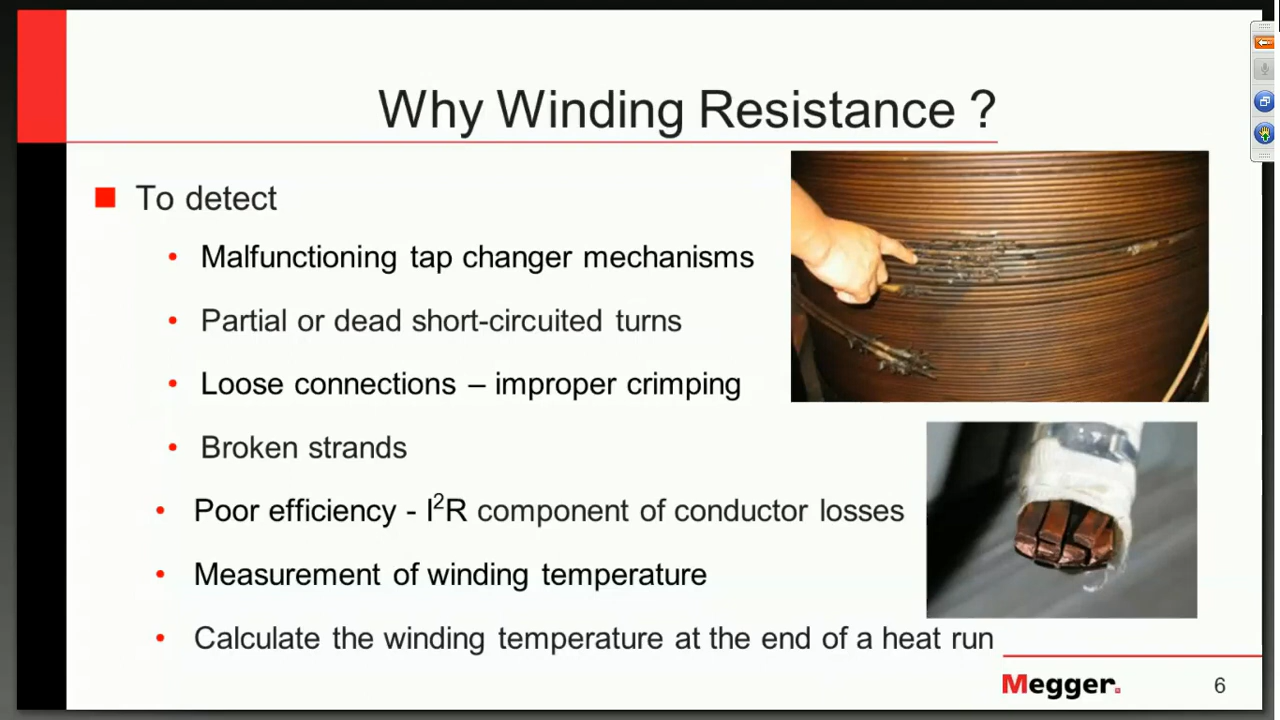 Why Winding Resistance ?
To detect
Malfunctioning tap changer mechanisms
Partial or dead short-circuited turns
Loose connections – improper crimping
Broken strands
Poor efficiency - I²R component of conductor losses
Measurement of winding temperature
Calculate the winding temperature at the end of a heat run
Megger.
6